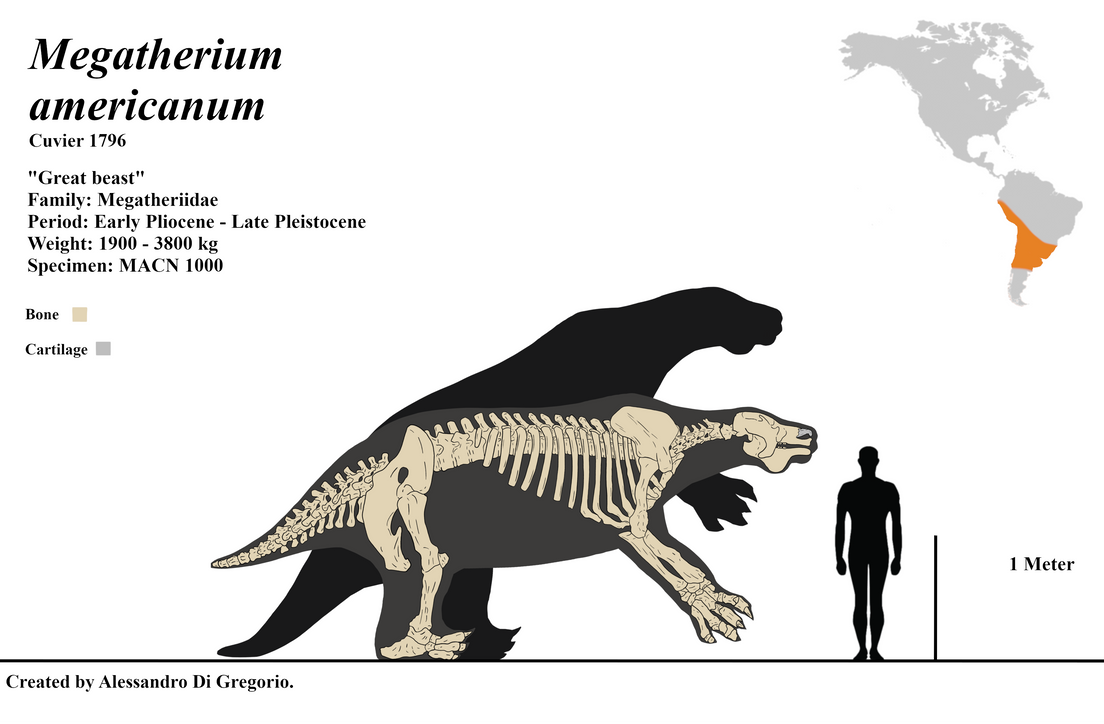 Megatherium
americanum
Cuvier 1796
"Great beast"
Family: Megatheriidae
Period: Early Pliocene - Late Pleistocene
Weight: 1900 - 3800 kg
Specimen: MACN 1000
Bone
Cartilage
1 Meter
Created by Alessandro Di Gregorio.